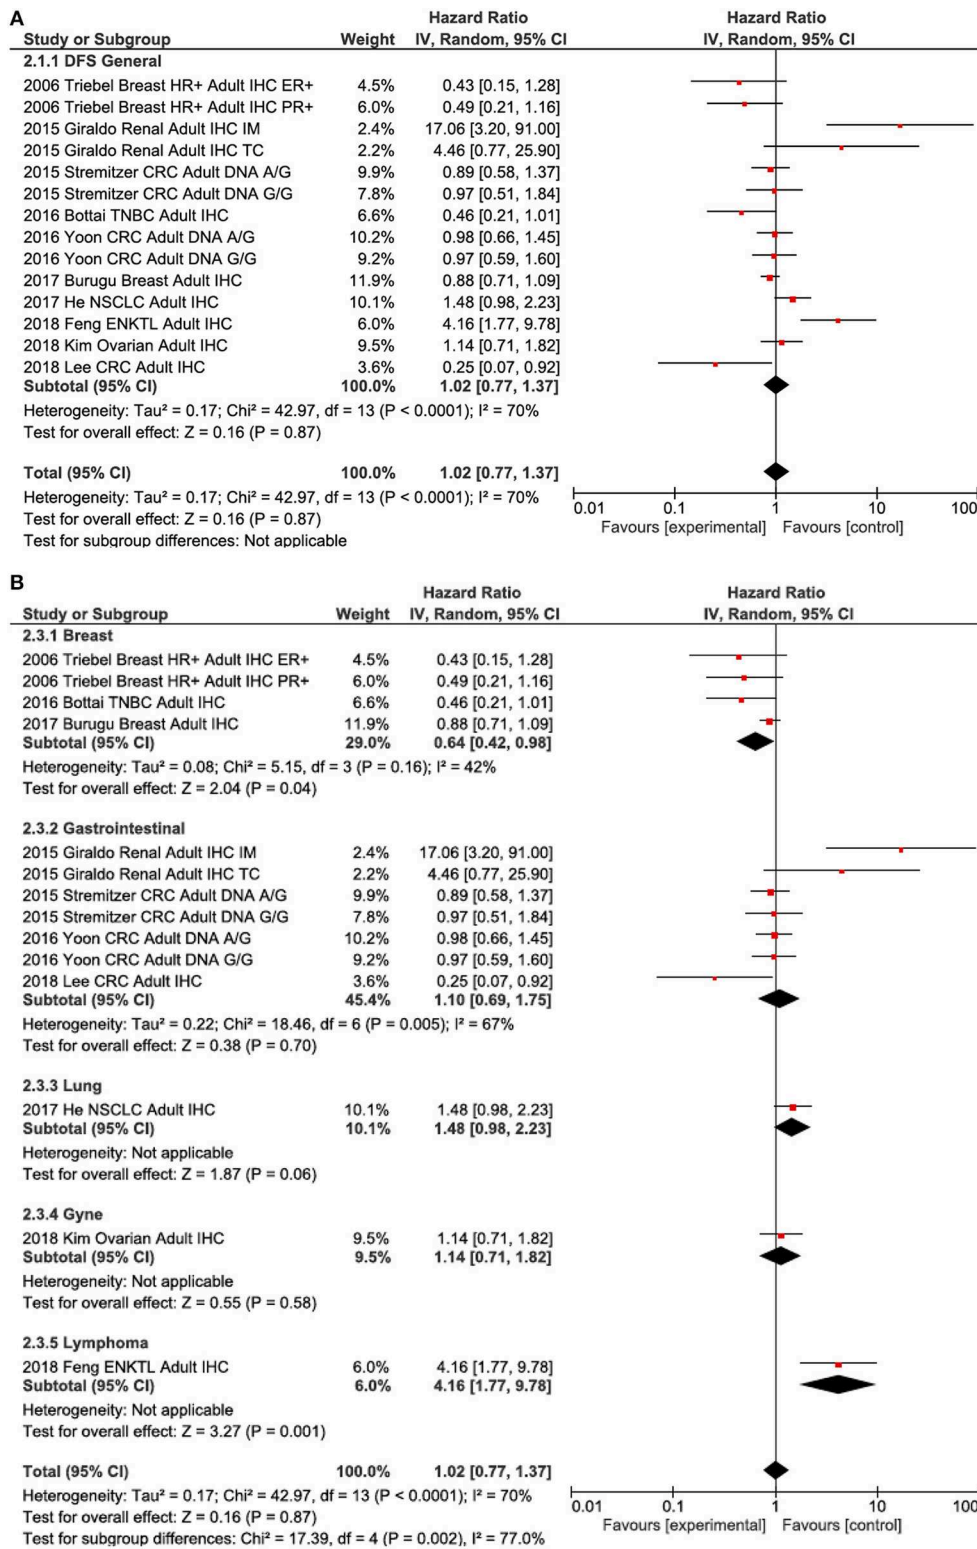 A
Hazard Ratio Hazard Ratio
Study or Subgroup Weight IV, Random, 95% CI IV, Random, 95% CI
2.1.1 DFS General
2006 Triebel Breast HR+ Adult IHC ER+ 4.5% 0.43 [0.15, 1.28]
2006 Triebel Breast HR+ Adult IHC PR+ 6.0% 0.49 [0.21, 1.16]
2015 Giraldo Renal Adult IHC IM 2.4% 17.06 [3.20, 91.00]
2015 Giraldo Renal Adult IHC TC 2.2% 4.46 [0.77, 25.90]
2015 Stremitzer CRC Adult DNA A/G 9.9% 0.89 [0.58, 1.37]
2015 Stremitzer CRC Adult DNA G/G 7.8% 0.97 [0.51, 1.84]
2016 Bottai TNBC Adult IHC 6.6% 0.46 [0.21, 1.01]
2016 Yoon CRC Adult DNA A/G 10.2% 0.98 [0.66, 1.45]
2016 Yoon CRC Adult DNA G/G 9.2% 0.97 [0.59, 1.60]
2017 Burugu Breast Adult IHC 11.9% 0.88 [0.71, 1.09]
2017 He NSCLC Adult IHC 10.1% 1.48 [0.98, 2.23]
2018 Feng ENKTL Adult IHC 6.0% 4.16 [1.77, 9.78]
2018 Kim Ovarian Adult IHC 9.5% 1.14 [0.71, 1.82]
2018 Lee CRC Adult IHC 3.6% 0.25 [0.07, 0.92]
Subtotal (95% CI) 100.0% 1.02 [0.77, 1.37]
Heterogeneity: Tau² = 0.17; Chi² = 42.97, df = 13 (P < 0.0001); I² = 70%
Test for overall effect: Z = 0.16 (P = 0.87)
Total (95% CI) 100.0% 1.02 [0.77, 1.37]
Heterogeneity: Tau² = 0.17; Chi² = 42.97, df = 13 (P < 0.0001); I² = 70%
Test for overall effect: Z = 0.16 (P = 0.87)
Test for subgroup differences: Not applicable
0.01 0.1 1 10 100
Favours [experimental] Favours [control]
B
Hazard Ratio Hazard Ratio
Study or Subgroup Weight IV, Random, 95% CI IV, Random, 95% CI
2.3.1 Breast
2006 Triebel Breast HR+ Adult IHC ER+ 4.5% 0.43 [0.15, 1.28]
2006 Triebel Breast HR+ Adult IHC PR+ 6.0% 0.49 [0.21, 1.16]
2016 Bottai TNBC Adult IHC 6.6% 0.46 [0.21, 1.01]
2017 Burugu Breast Adult IHC 11.9% 0.88 [0.71, 1.09]
Subtotal (95% CI) 29.0% 0.64 [0.42, 0.98]
Heterogeneity: Tau² = 0.08; Chi² = 5.15, df = 3 (P = 0.16); I² = 42%
Test for overall effect: Z = 2.04 (P = 0.04)
2.3.2 Gastrointestinal
2015 Giraldo Renal Adult IHC IM 2.4% 17.06 [3.20, 91.00]
2015 Giraldo Renal Adult IHC TC 2.2% 4.46 [0.77, 25.90]
2015 Stremitzer CRC Adult DNA A/G 9.9% 0.89 [0.58, 1.37]
2015 Stremitzer CRC Adult DNA G/G 7.8% 0.97 [0.51, 1.84]
2016 Yoon CRC Adult DNA A/G 10.2% 0.98 [0.66, 1.45]
2016 Yoon CRC Adult DNA G/G 9.2% 0.97 [0.59, 1.60]
2018 Lee CRC Adult IHC 3.6% 0.25 [0.07, 0.92]
Subtotal (95% CI) 45.4% 1.10 [0.69, 1.75]
Heterogeneity: Tau² = 0.22; Chi² = 18.46, df = 6 (P = 0.005); I² = 67%
Test for overall effect: Z = 0.38 (P = 0.70)
2.3.3 Lung
2017 He NSCLC Adult IHC 10.1% 1.48 [0.98, 2.23]
Subtotal (95% CI) 10.1% 1.48 [0.98, 2.23]
Heterogeneity: Not applicable
Test for overall effect: Z = 1.87 (P = 0.06)
2.3.4 Gyne
2018 Kim Ovarian Adult IHC 9.5% 1.14 [0.71, 1.82]
Subtotal (95% CI) 9.5% 1.14 [0.71, 1.82]
Heterogeneity: Not applicable
Test for overall effect: Z = 0.55 (P = 0.58)
2.3.5 Lymphoma
2018 Feng ENKTL Adult IHC 6.0% 4.16 [1.77, 9.78]
Subtotal (95% CI) 6.0% 4.16 [1.77, 9.78]
Heterogeneity: Not applicable
Test for overall effect: Z = 3.27 (P = 0.001)
Total (95% CI) 100.0% 1.02 [0.77, 1.37]
Heterogeneity: Tau² = 0.17; Chi² = 42.97, df = 13 (P < 0.0001); I² = 70%
Test for overall effect: Z = 0.16 (P = 0.87)
Test for subgroup differences: Chi² = 17.39, df = 4 (P = 0.002), I² = 77.0%
0.01 0.1 1 10 100
Favours [experimental] Favours [control]